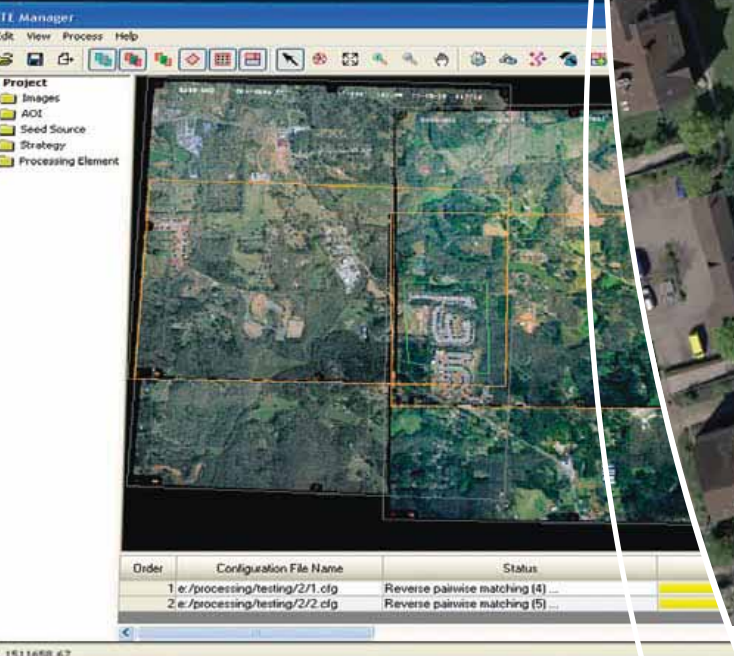 TE Manager
Edit View Process Help
Project
Images
AOI
Seed Source
Strategy
Processing Element
Order Configuration File Name Status
1 e:/processing/testing/2/1.cfg Reverse pairwise matching (4) ...
2 e:/processing/testing/2/2.cfg Reverse pairwise matching (5) ...